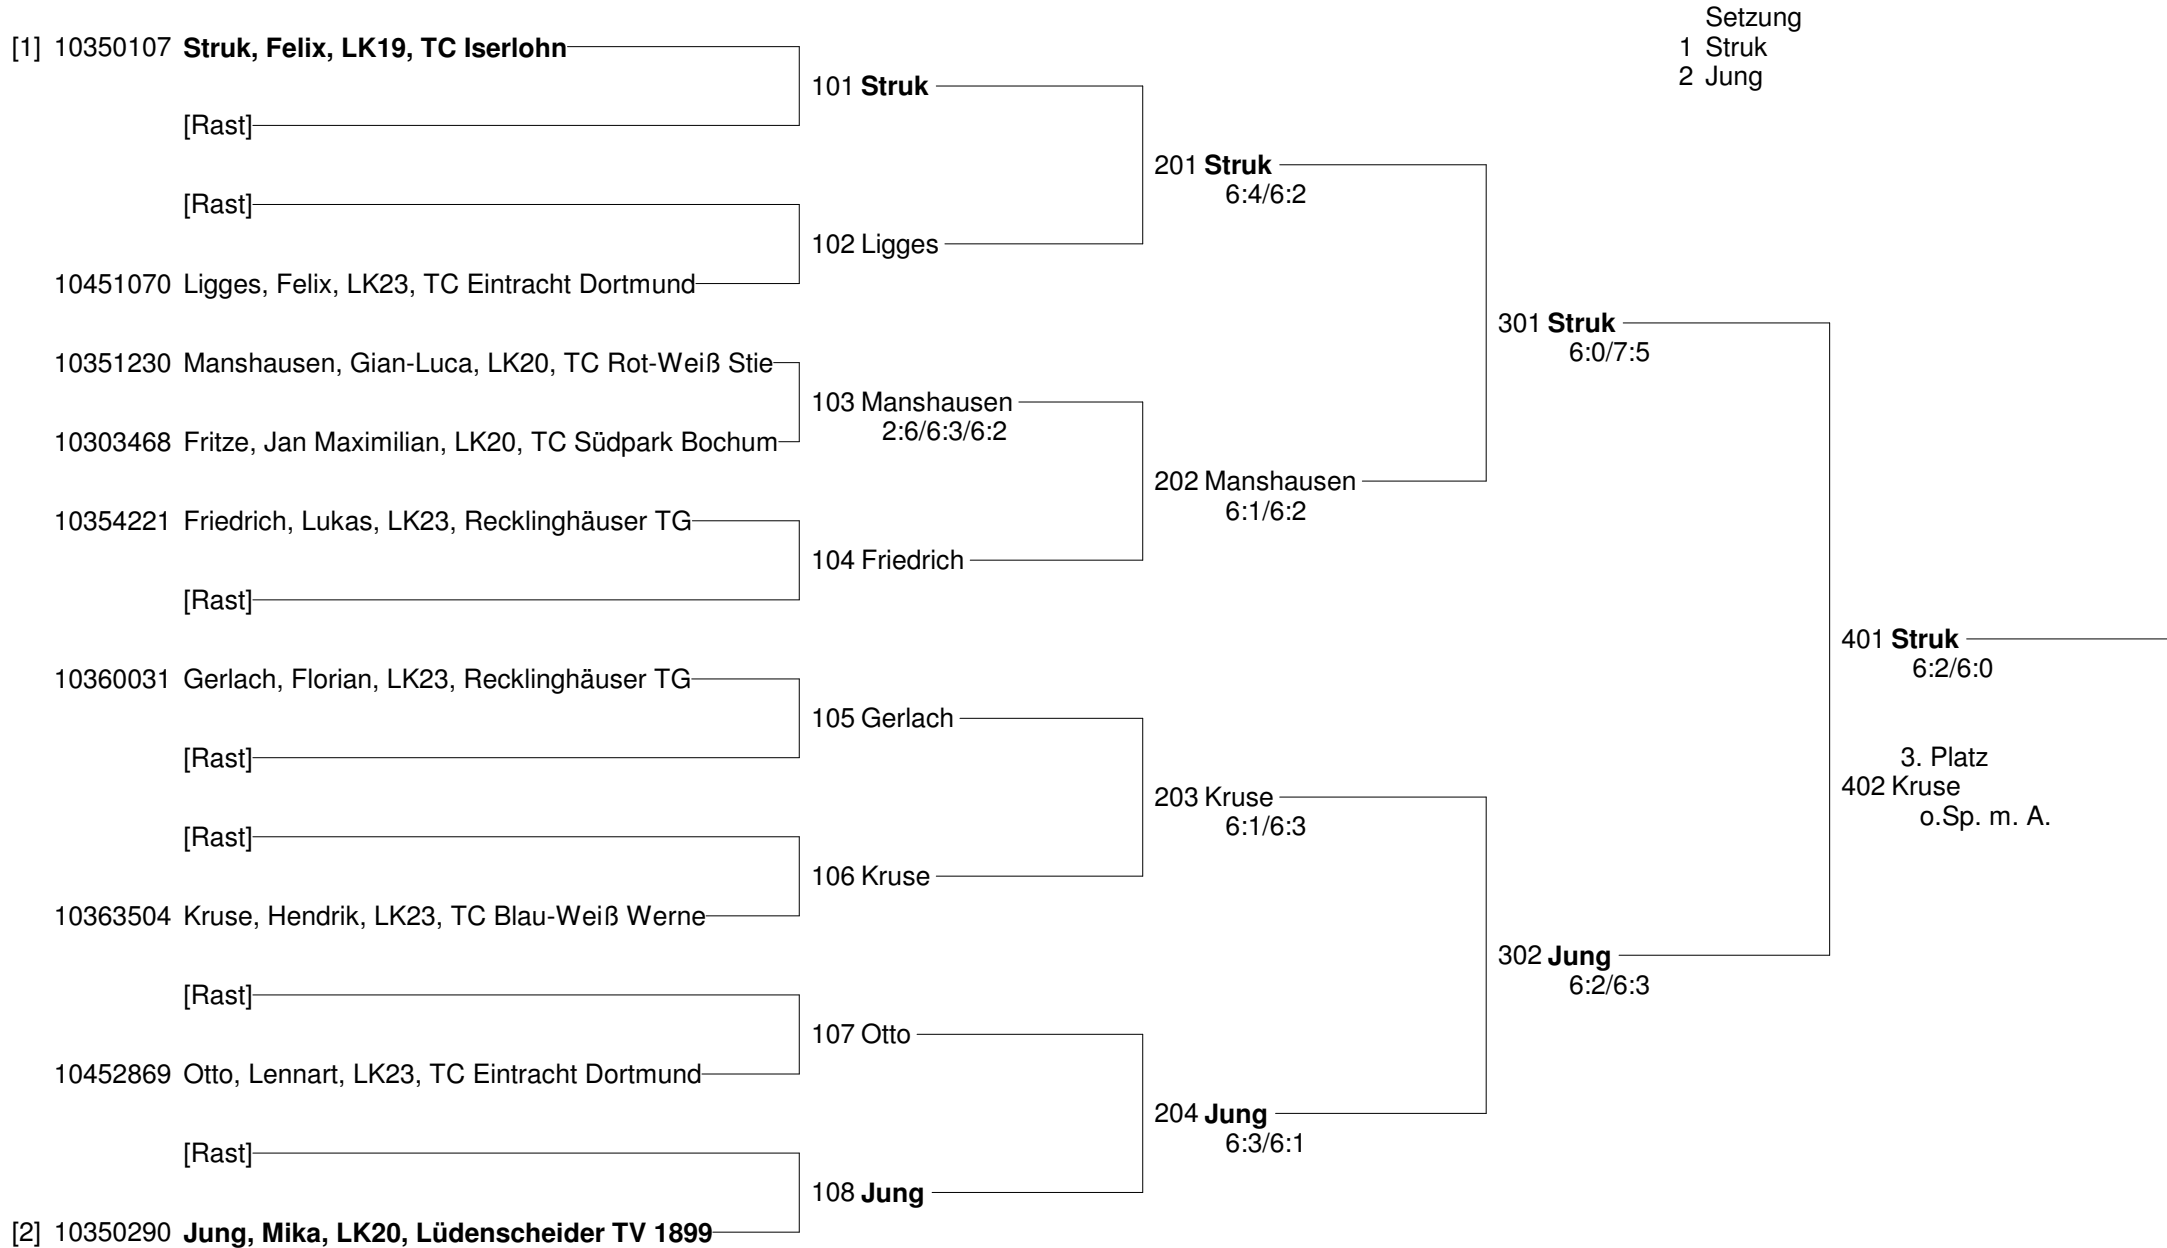 Setzung
1 Struk
2 Jung
[1] 10350107 Struk, Felix, LK19, TC Iserlohn
[Rast]
[Rast]
10451070 Ligges, Felix, LK23, TC Eintracht Dortmund
10351230 Manshausen, Gian-Luca, LK20, TC Rot-Weiß Stie
10303468 Fritze, Jan Maximilian, LK20, TC Südpark Bochum
10354221 Friedrich, Lukas, LK23, Recklinghäuser TG
[Rast]
10360031 Gerlach, Florian, LK23, Recklinghäuser TG
[Rast]
[Rast]
10363504 Kruse, Hendrik, LK23, TC Blau-Weiß Werne
[Rast]
10452869 Otto, Lennart, LK23, TC Eintracht Dortmund
[Rast]
[2] 10350290 Jung, Mika, LK20, Lüdenscheider TV 1899
101 Struk
102 Ligges
103 Manshausen
2:6/6:3/6:2
104 Friedrich
105 Gerlach
106 Kruse
107 Otto
108 Jung
201 Struk
6:4/6:2
202 Manshausen
6:1/6:2
203 Kruse
6:1/6:3
204 Jung
6:3/6:1
301 Struk
6:0/7:5
302 Jung
6:2/6:3
401 Struk
6:2/6:0
3. Platz
402 Kruse
o.Sp. m. A.